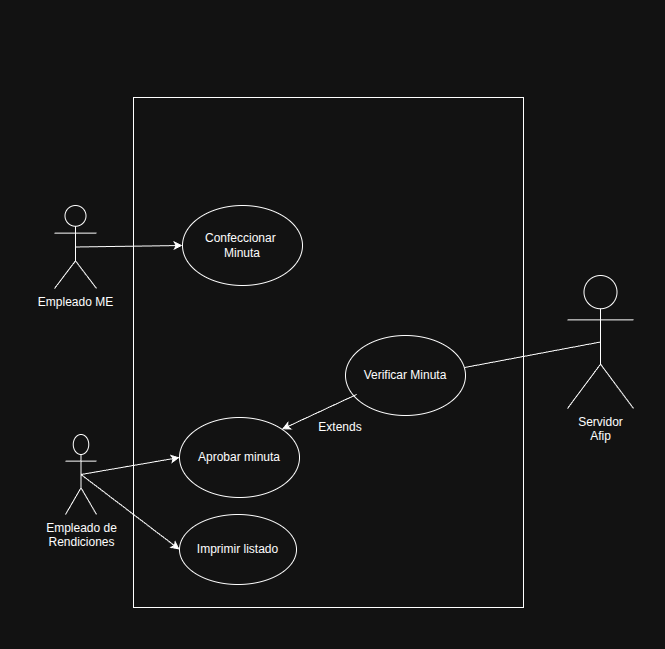 Confeccionar
Minuta
Empleado ME
Verificar Minuta
Servidor
Afip
Extends
Aprobar minuta
Empleado de
Rendiciones
Imprimir listado